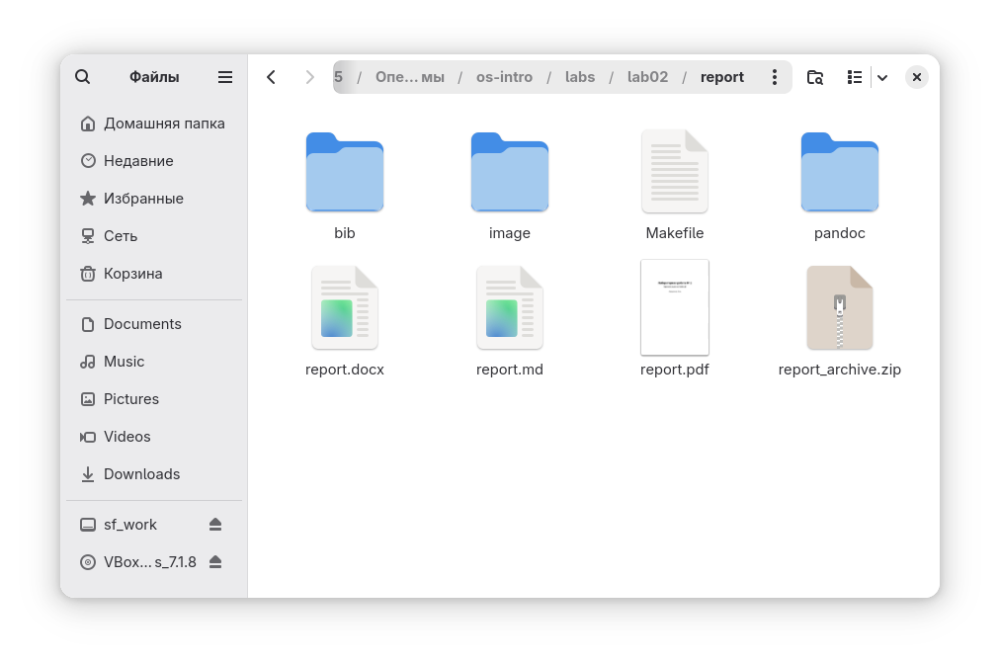 Файлы
5 / Опе... мы / os-intro / labs / lab02 / report
Домашняя папка
Недавние
Избранные
Сеть
Корзина
Documents
Music
Pictures
Videos
Downloads
sf_work
VBox... s_7.1.8
bib
image
Makefile
pandoc
report.docx
report.md
report.pdf
report_archive.zip